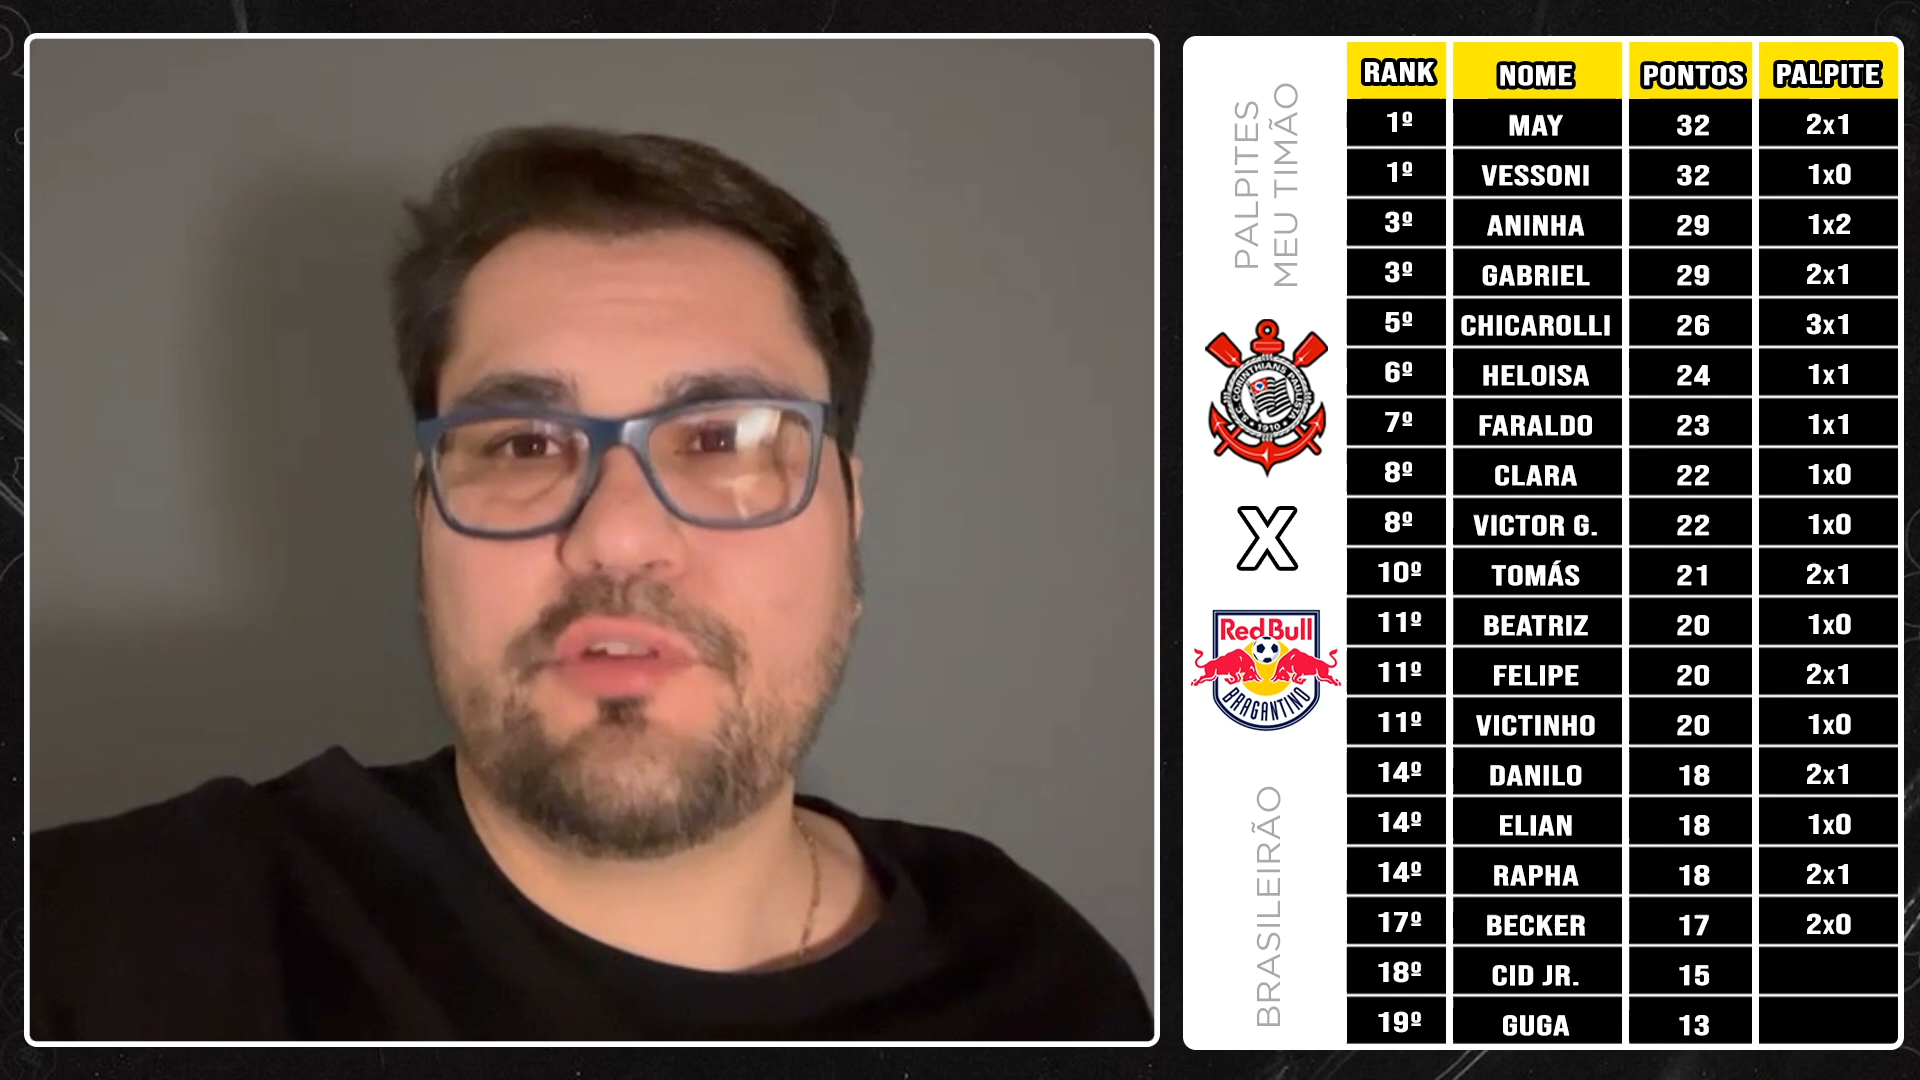 PALPITES
MEU TIMÃO
S.C. CORINTHIANS PAULISTA
1910
X
Red Bull
BRAGANTINO
BRASILEIRÃO
RANK NOME PONTOS PALPITE
1º MAY 32 2x1
1º VESSONI 32 1x0
3º ANINHA 29 1x2
3º GABRIEL 29 2x1
5º CHICAROLLI 26 3x1
6º HELOISA 24 1x1
7º FARALDO 23 1x1
8º CLARA 22 1x0
8º VICTOR G. 22 1x0
10º TOMÁS 21 2x1
11º BEATRIZ 20 1x0
11º FELIPE 20 2x1
11º VICTINHO 20 1x0
14º DANILO 18 2x1
14º ELIAN 18 1x0
14º RAPHA 18 2x1
17º BECKER 17 2x0
18º CID JR. 15
19º GUGA 13